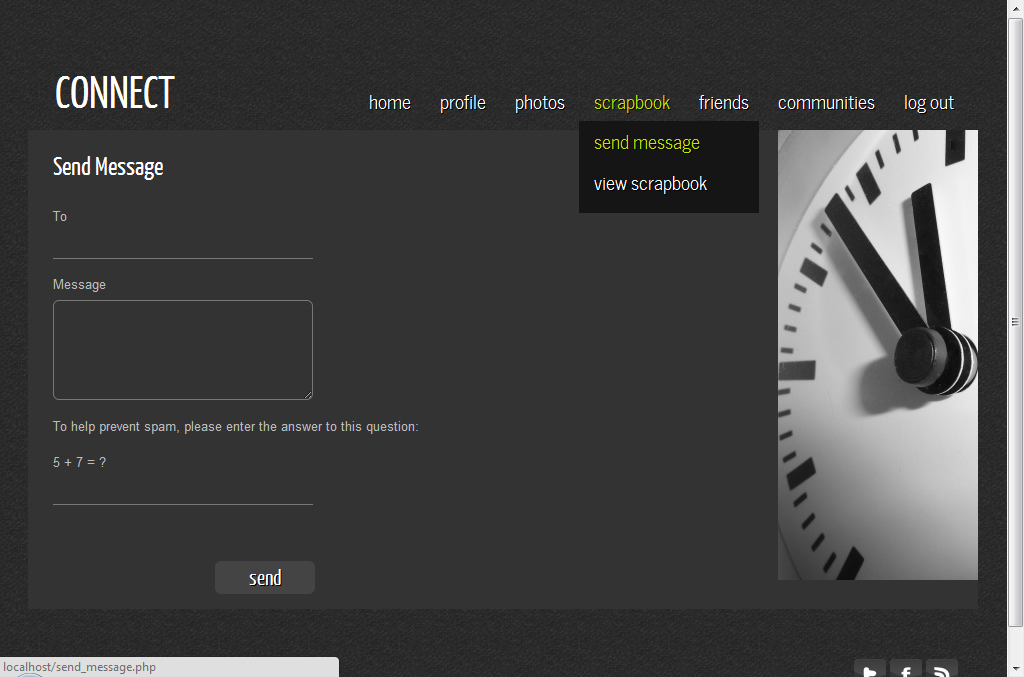 CONNECT
home profile photos scrapbook friends communities log out
send message
view scrapbook
Send Message
To
Message
To help prevent spam, please enter the answer to this question:
5 + 7 = ?
send
localhost/send_message.php